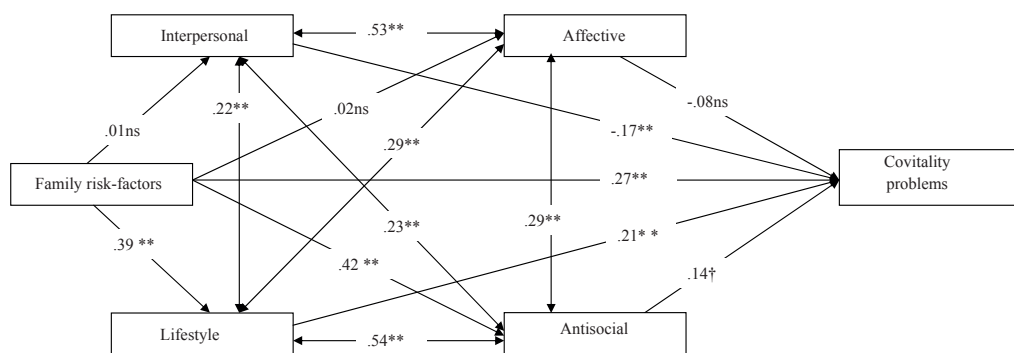 Interpersonal
.53**
Affective
.22**
.02ns
-.08ns
.01ns
.29**
-.17**
Family risk-factors
.27**
Covitality
problems
.39 **
.23**
.29**
.21* *
.42 **
.14†
Lifestyle
.54**
Antisocial